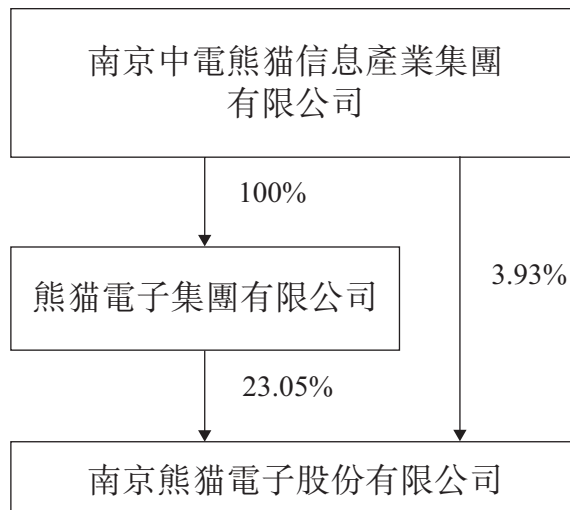 南京中電熊猫信息產業集團
有限公司
100%
3.93%
熊猫電子集團有限公司
23.05%
南京熊猫電子股份有限公司